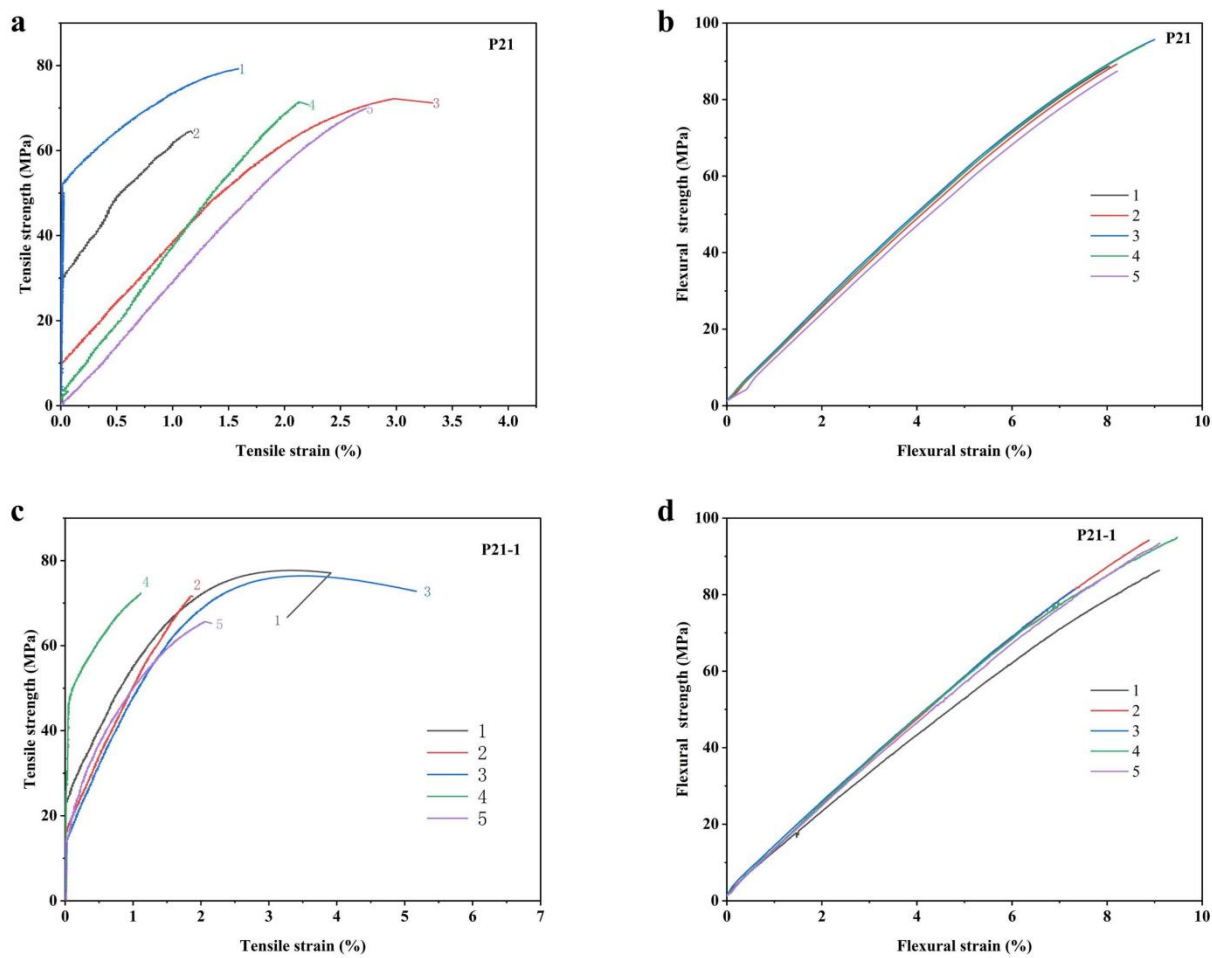 a
P21
80
60
40
20
0
0.0 0.5 1.0 1.5 2.0 2.5 3.0 3.5 4.0
Tensile strain (%)
Tensile strength (MPa)
1
2
4
3
5
b
P21
100
80
60
40
20
0
0 2 4 6 8 10
Flexural strain (%)
Flexural strength (MPa)
1
2
3
4
5
c
P21-1
80
60
40
20
0
0 1 2 3 4 5 6 7
Tensile strain (%)
Tensile strength (MPa)
4
2
1
3
5
1
2
3
4
5
d
P21-1
100
80
60
40
20
0
0 2 4 6 8 10
Flexural strain (%)
Flexural strength (MPa)
1
2
3
4
5